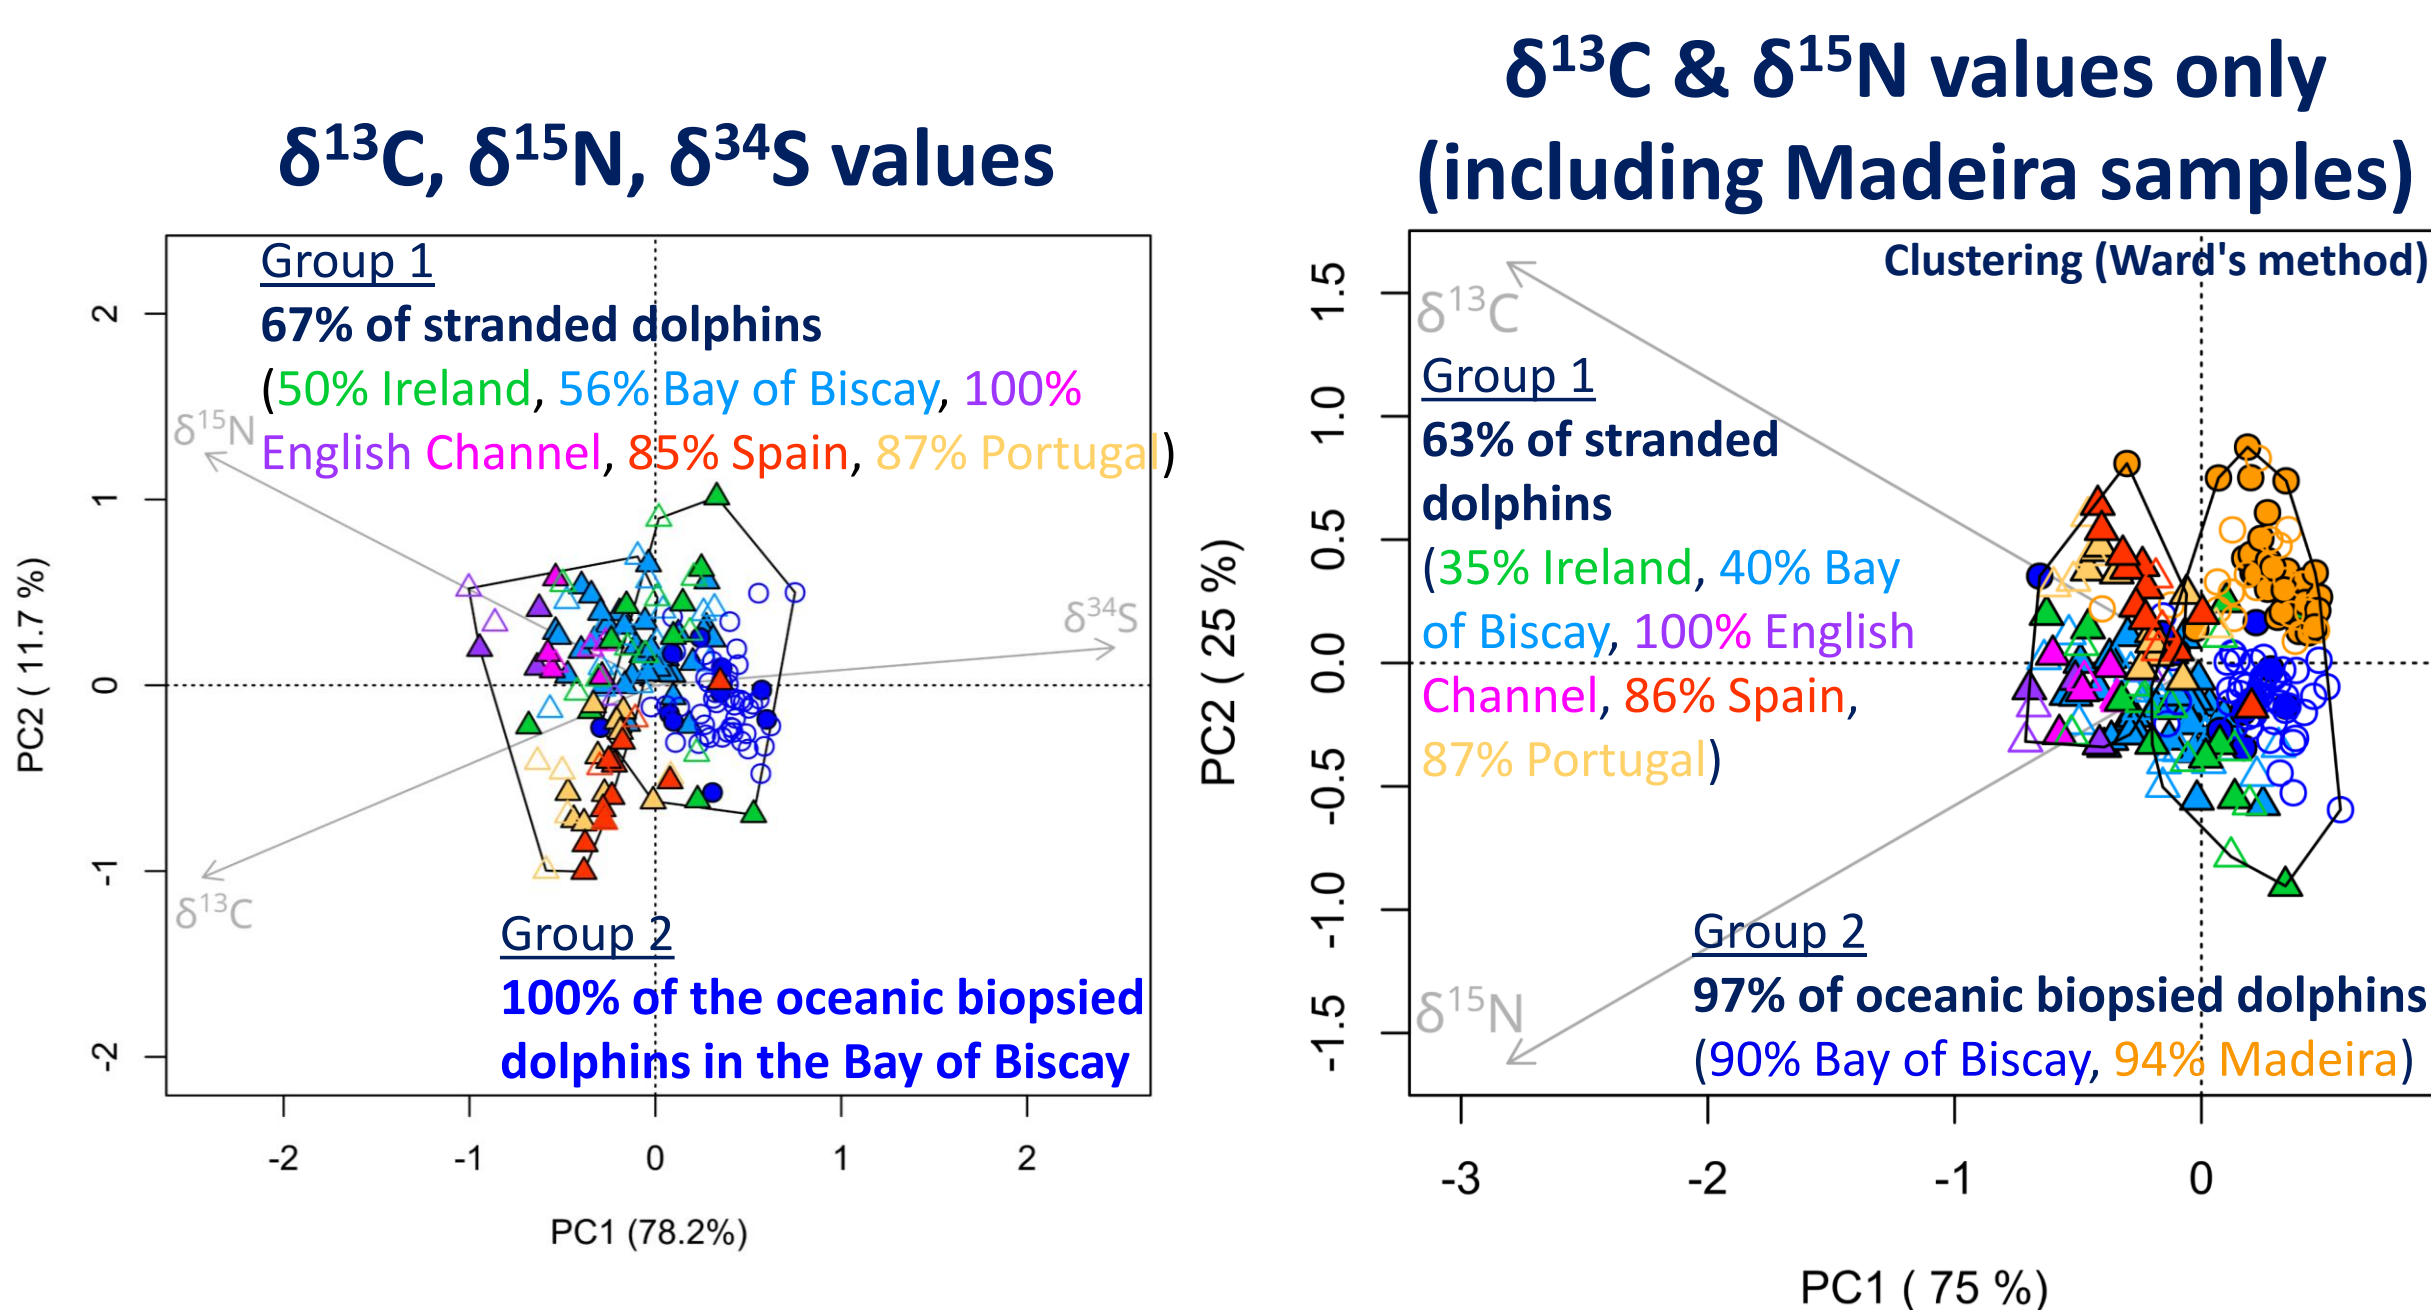 δ¹³C, δ¹⁵N, δ³⁴S values
Group 1
67% of stranded dolphins
(50% Ireland, 56% Bay of Biscay, 100%
English Channel, 85% Spain, 87% Portugal)
δ¹⁵N
δ³⁴S
δ¹³C
Group 2
100% of the oceanic biopsied
dolphins in the Bay of Biscay
PC2 ( 11.7 %)
2
1
0
-1
-2
-2
-1
0
1
2
PC1 (78.2%)
δ¹³C & δ¹⁵N values only
(including Madeira samples)
Clustering (Ward's method)
δ¹³C
Group 1
63% of stranded
dolphins
(35% Ireland, 40% Bay
of Biscay, 100% English
Channel, 86% Spain,
87% Portugal)
δ¹⁵N
Group 2
97% of oceanic biopsied dolphins
(90% Bay of Biscay, 94% Madeira)
PC2 ( 25 %)
1.5
1.0
0.5
0.0
-0.5
-1.0
-1.5
-3
-2
-1
0
PC1 ( 75 %)